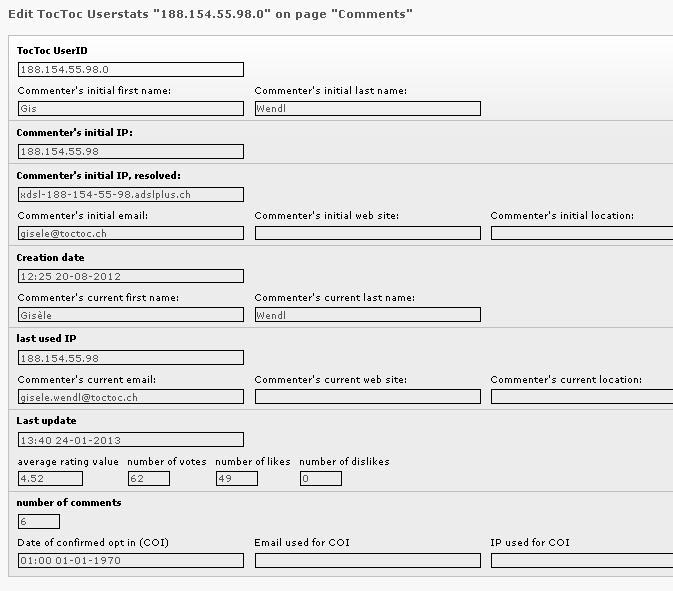 Edit TocToc Userstats "188.154.55.98.0" on page "Comments"
TocToc UserID
188.154.55.98.0
Commenter's initial first name: Commenter's initial last name:
Gis Wendl
Commenter's initial IP:
188.154.55.98
Commenter's initial IP, resolved:
xdsl-188-154-55-98.adslplus.ch
Commenter's initial email: Commenter's initial web site: Commenter's initial location:
gisele@toctoc.ch
Creation date
12:25 20-08-2012
Commenter's current first name: Commenter's current last name:
Gisèle Wendl
last used IP
188.154.55.98
Commenter's current email: Commenter's current web site: Commenter's current location:
gisele.wendl@toctoc.ch
Last update
13:40 24-01-2013
average rating value number of votes number of likes number of dislikes
4.52 62 49 0
number of comments
6
Date of confirmed opt in (COI) Email used for COI IP used for COI
01:00 01-01-1970